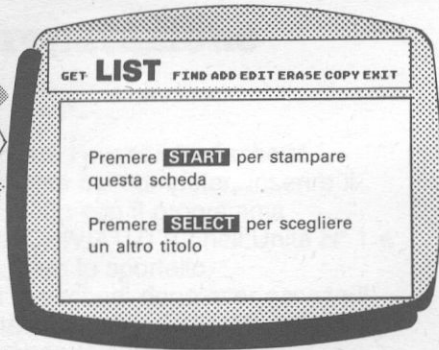 GET LIST FIND ADD EDIT ERASE COPY EXIT
Premere START per stampare
questa scheda
Premere SELECT per scegliere
un altro titolo